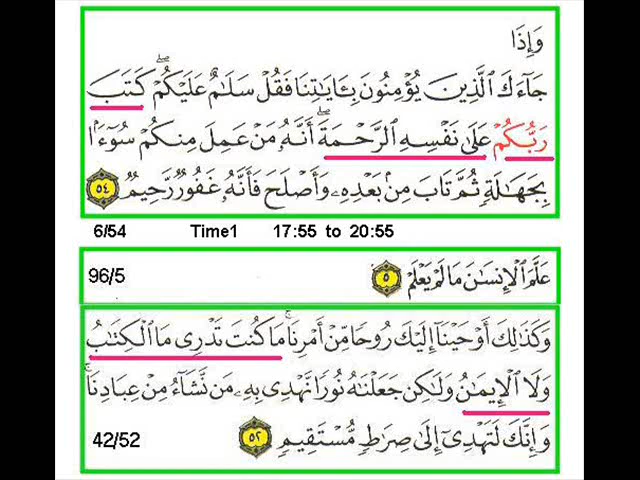 وَإِذَا
جَآءَكَ ٱلَّذِينَ يُؤْمِنُونَ بِـَٔايَـٰتِنَا فَقُلْ سَلَـٰمٌ عَلَيْكُمْ ۖ كَتَبَ
رَبُّكُمْ عَلَىٰ نَفْسِهِ ٱلرَّحْمَةَ ۖ أَنَّهُۥ مَنْ عَمِلَ مِنكُمْ سُوٓءًۢا
بِجَهَـٰلَةٍ ثُمَّ تَابَ مِنۢ بَعْدِهِۦ وَأَصْلَحَ فَأَنَّهُۥ غَفُورٌ رَّحِيمٌ ٥٤
6/54 Time1 17:55 to 20:55
عَلَّمَ ٱلْإِنسَـٰنَ مَا لَمْ يَعْلَمْ ٥ 96/5
وَكَذَٰلِكَ أَوْحَيْنَآ إِلَيْكَ رُوحًا مِّنْ أَمْرِنَا ۚ مَا كُنتَ تَدْرِى مَا ٱلْكِتَـٰبُ
وَلَا ٱلْإِيمَـٰنُ وَلَـٰكِن جَعَلْنَـٰهُ نُورًا نَّهْدِى بِهِۦ مَن نَّشَآءُ مِنْ عِبَادِنَا ۚ
وَإِنَّكَ لَتَهْدِىٓ إِلَىٰ صِرَٰطٍ مُّسْتَقِيمٍ ٥٢ 42/52